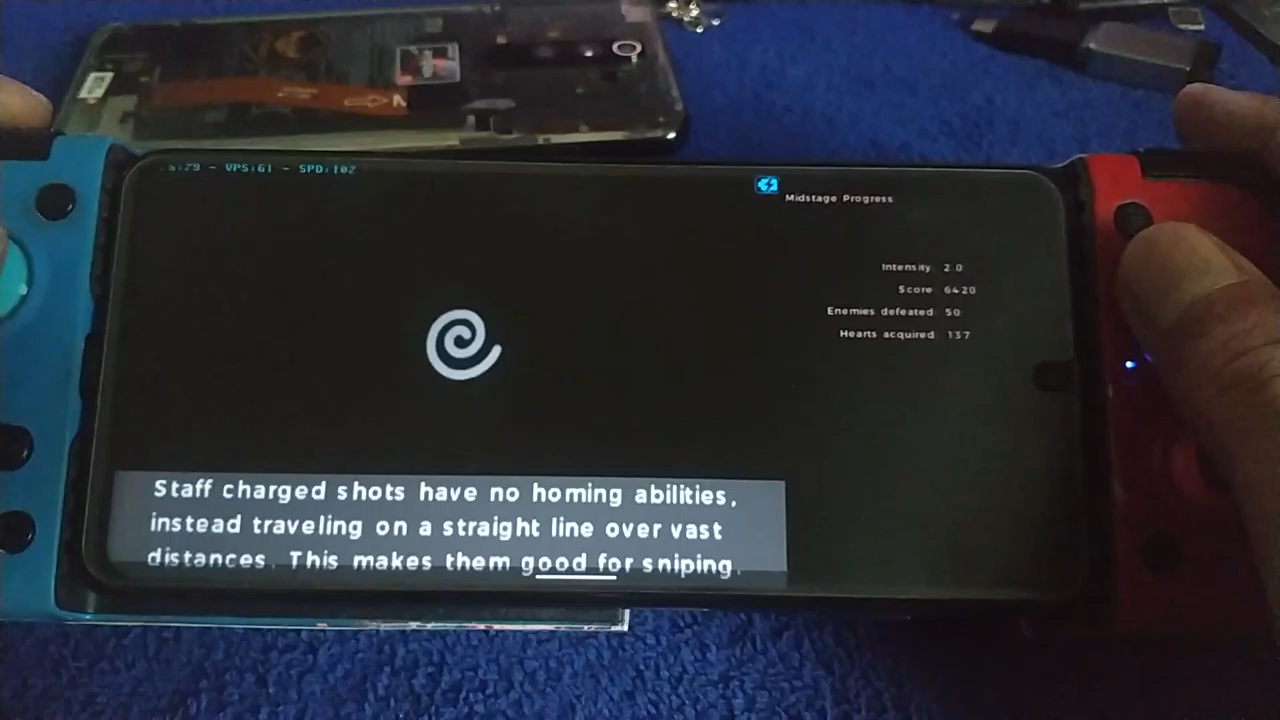 S:29 - VPS:61 - SPD:102
Midstage Progress
Intensity: 2.0
Score: 6420
Enemies defeated: 50
Hearts acquired: 137
Staff charged shots have no homing abilities,
instead traveling on a straight line over vast
distances. This makes them good for sniping.